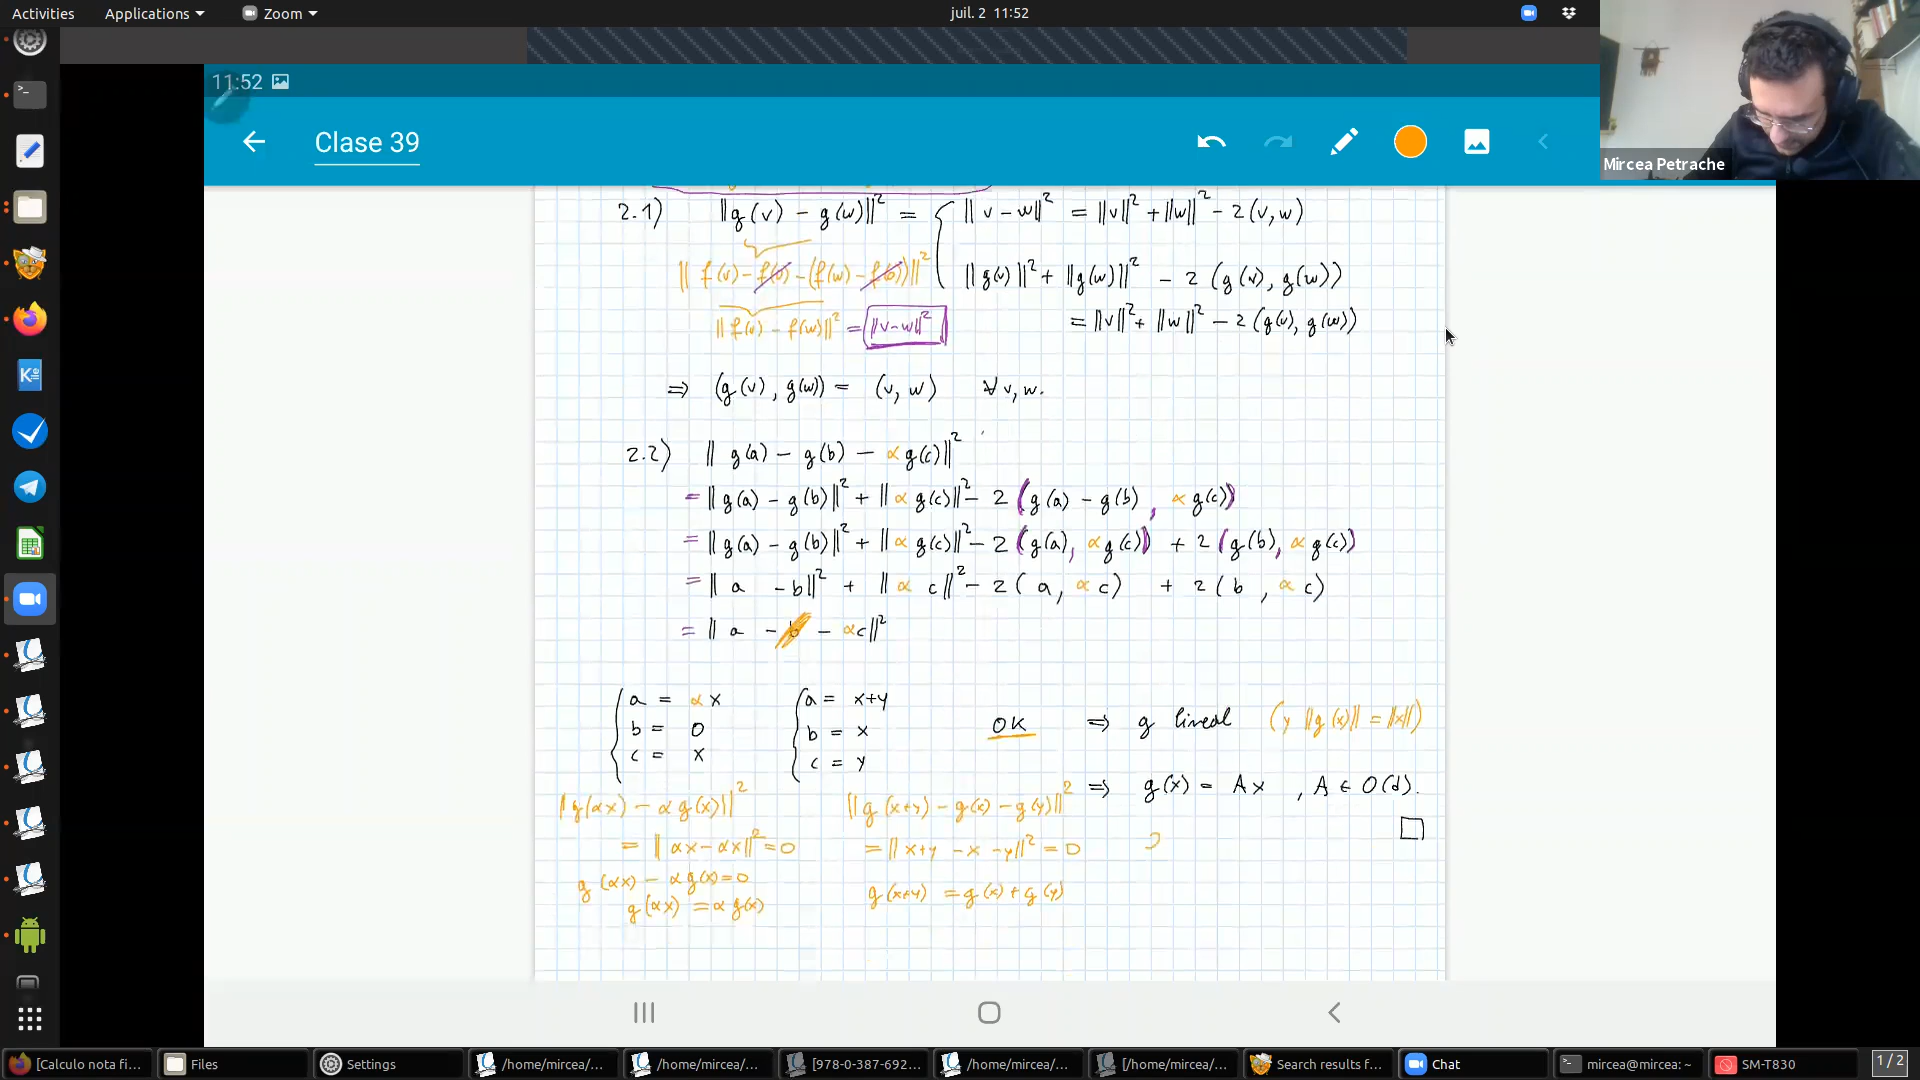 Activities Applications Zoom juil. 2 11:52
11:52
Clase 39
Mircea Petrache
2.1) ‖g(v) − g(w)‖² = { ‖v − w‖² = ‖v‖² + ‖w‖² − 2(v, w)
‖f(v) − f(0) − (f(w) − f(0))‖² ‖g(v)‖² + ‖g(w)‖² − 2(g(v), g(w))
‖f(v) − f(w)‖² = ‖v−w‖² = ‖v‖² + ‖w‖² − 2(g(v), g(w))
⇒ (g(v), g(w)) = (v, w) ∀ v, w.
2.2) ‖g(a) − g(b) − αg(c)‖²
= ‖g(a) − g(b)‖² + ‖αg(c)‖² − 2(g(a) − g(b), αg(c))
= ‖g(a) − g(b)‖² + ‖αg(c)‖² − 2(g(a), αg(c)) + 2(g(b), αg(c))
= ‖a − b‖² + ‖αc‖² − 2(a, αc) + 2(b, αc)
= ‖a − b − αc‖²
a = αx a = x+y
b = 0 b = x OK ⇒ g lineal (y ‖g(x)‖ = ‖x‖)
c = x c = y
‖g(αx) − αg(x)‖² ‖g(x+y) − g(x) − g(y)‖² ⇒ g(x) = Ax , A ∈ O(d).
= ‖αx − αx‖² = 0 = ‖x+y − x − y‖² = 0
g(αx) − αg(x) = 0
g(αx) = αg(x) g(x+y) = g(x) + g(y)
[Calculo nota fi... Files Settings /home/mircea/... /home/mircea/... [978-0-387-692... /home/mircea/... [/home/mircea/... Search results f... Chat mircea@mircea: ~ SM-T830 1 / 2